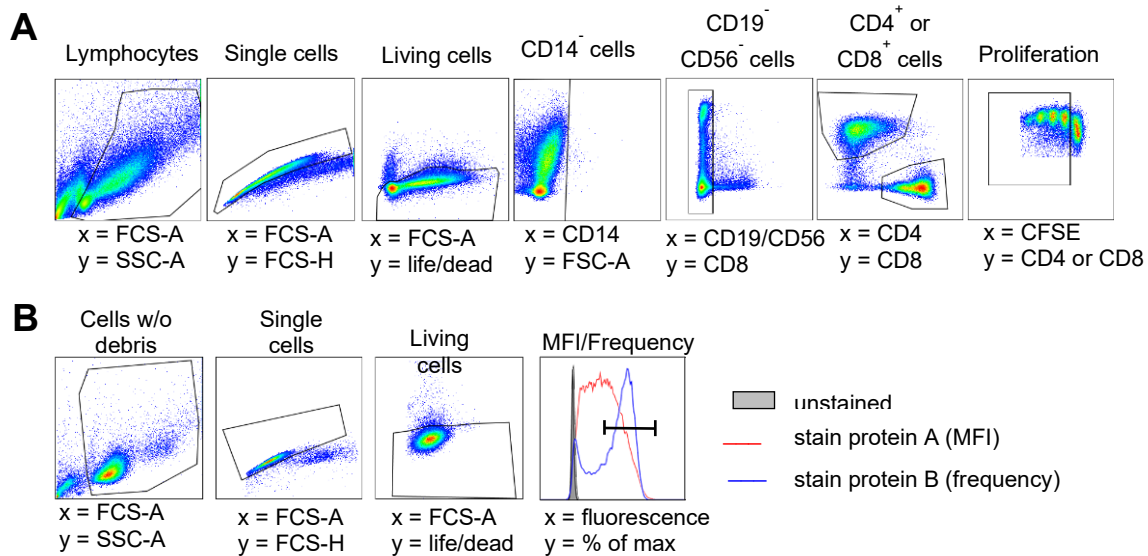 A
Lymphocytes
Single cells
Living cells
CD14⁻ cells
CD19⁻
CD56⁻ cells
CD4⁺ or
CD8⁺ cells
Proliferation
x = FCS-A
y = SSC-A
x = FCS-A
y = FCS-H
x = FCS-A
y = life/dead
x = CD14
y = FSC-A
x = CD19/CD56
y = CD8
x = CD4
y = CD8
x = CFSE
y = CD4 or CD8
B
Cells w/o
debris
Single
cells
Living
cells
MFI/Frequency
x = FCS-A
y = SSC-A
x = FCS-A
y = FCS-H
x = FCS-A
y = life/dead
x = fluorescence
y = % of max
unstained
stain protein A (MFI)
stain protein B (frequency)